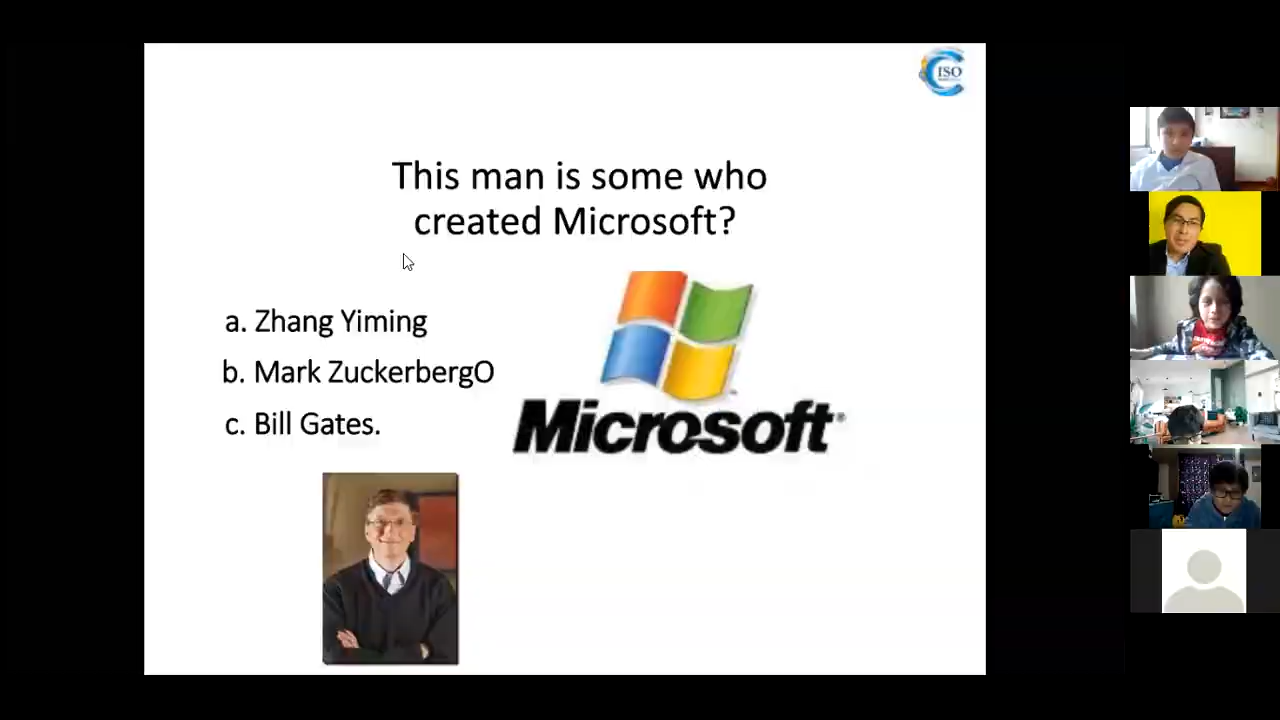 ISO
This man is some who
created Microsoft?
a. Zhang Yiming
b. Mark ZuckerbergO
c. Bill Gates.
Microsoft®